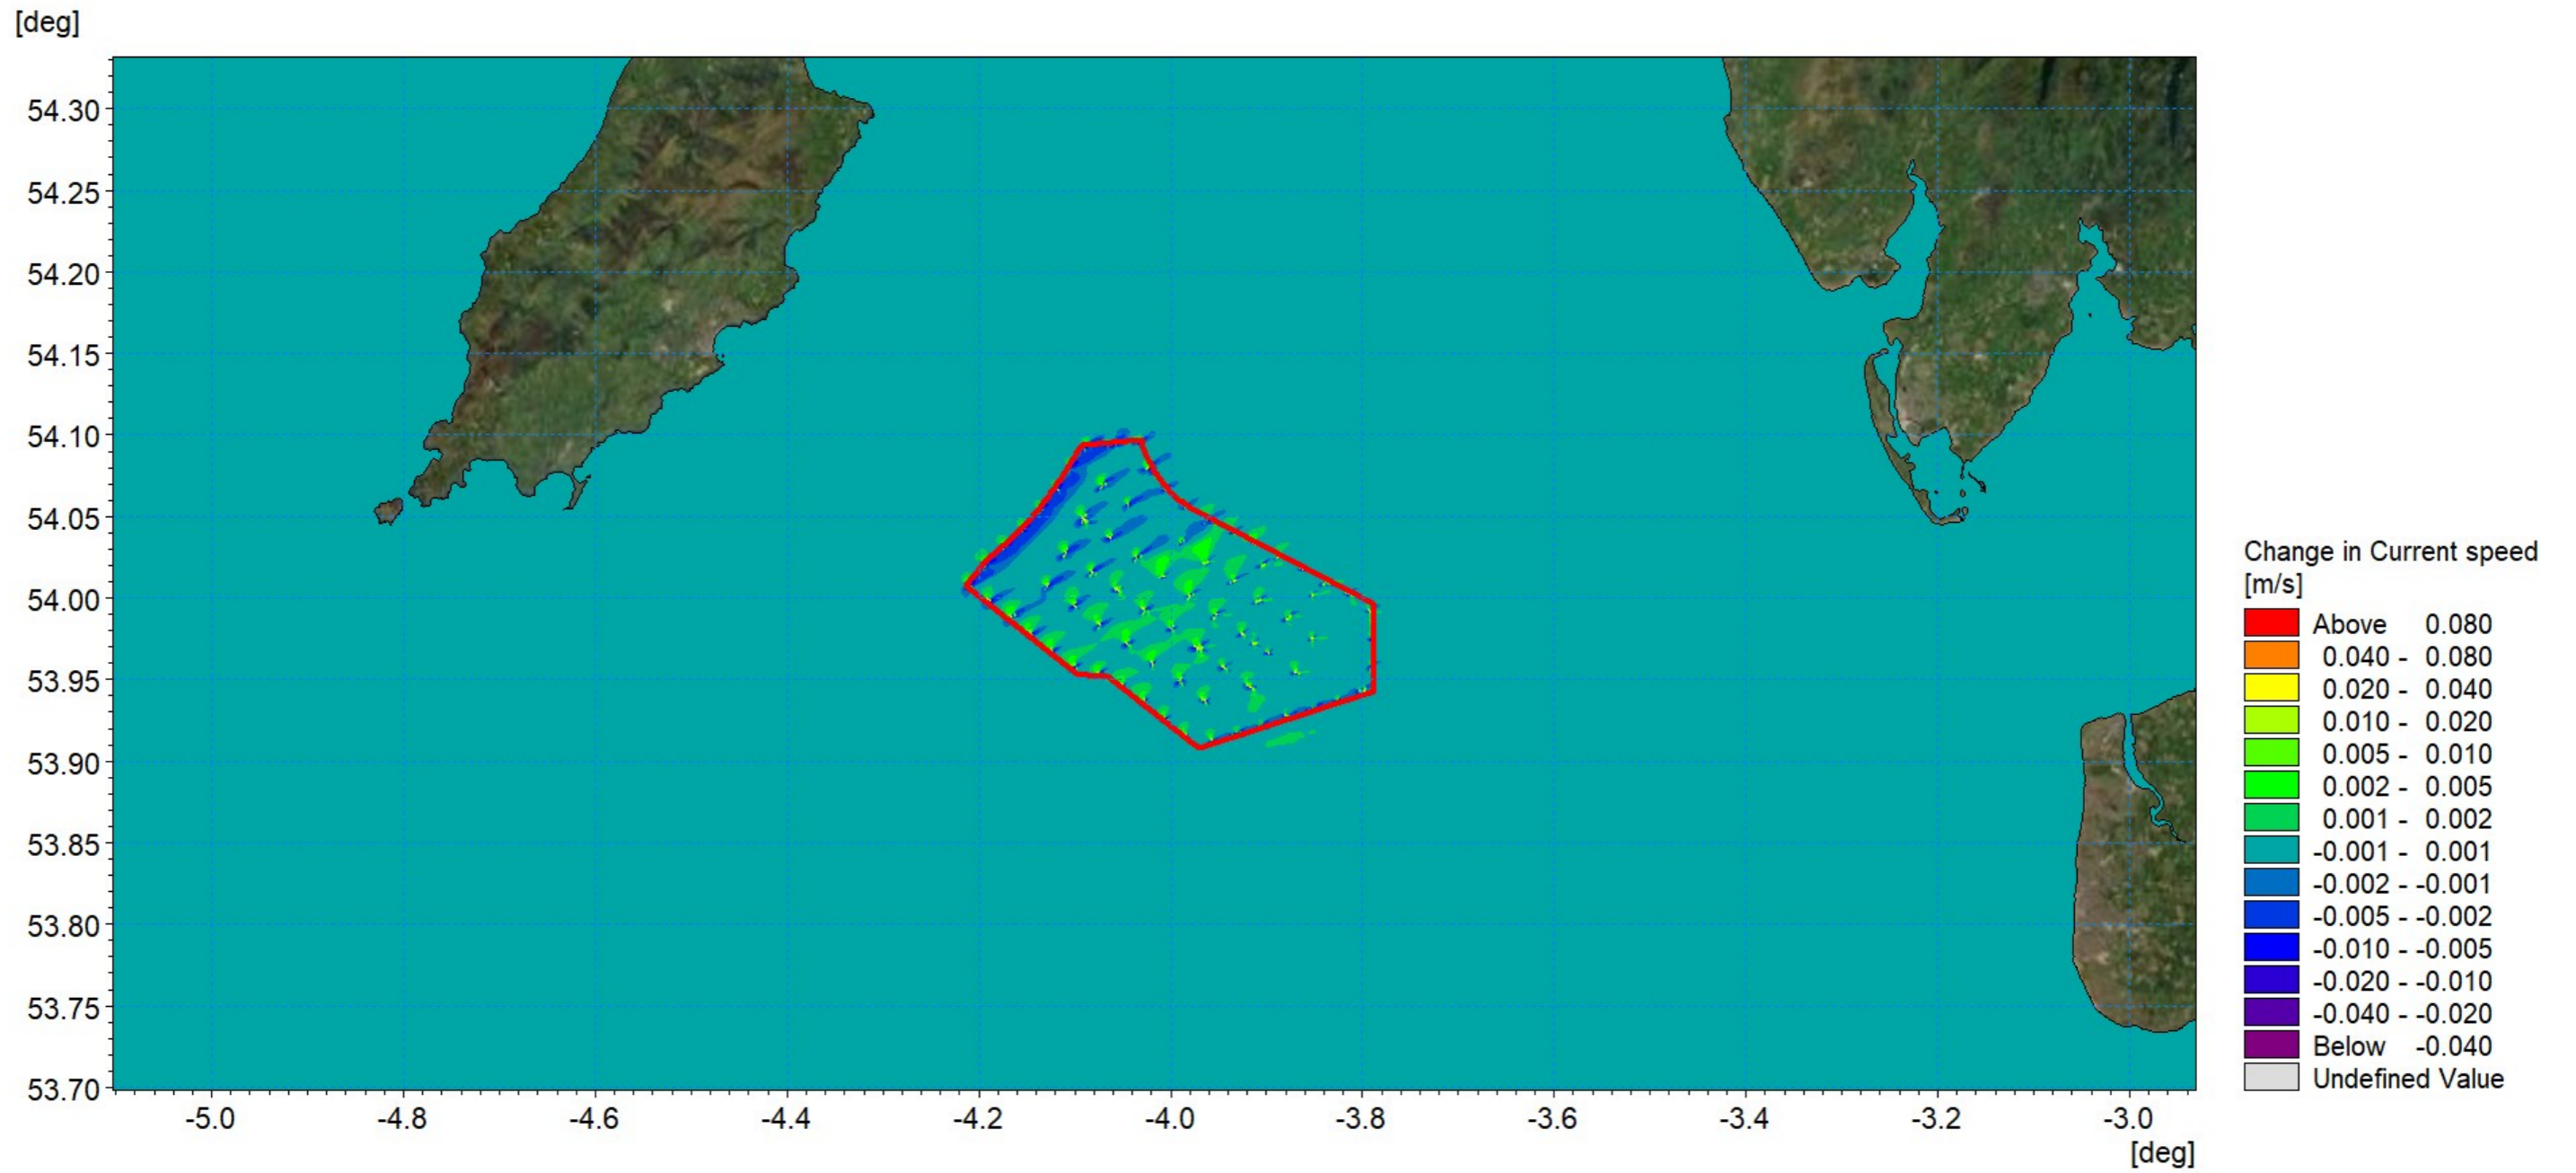 [deg]
54.30
54.25
54.20
54.15
54.10
54.05
54.00
53.95
53.90
53.85
53.80
53.75
53.70
-5.0 -4.8 -4.6 -4.4 -4.2 -4.0 -3.8 -3.6 -3.4 -3.2 -3.0
[deg]
Change in Current speed
[m/s]
Above 0.080
0.040 - 0.080
0.020 - 0.040
0.010 - 0.020
0.005 - 0.010
0.002 - 0.005
0.001 - 0.002
-0.001 - 0.001
-0.002 - -0.001
-0.005 - -0.002
-0.010 - -0.005
-0.020 - -0.010
-0.040 - -0.020
Below -0.040
Undefined Value